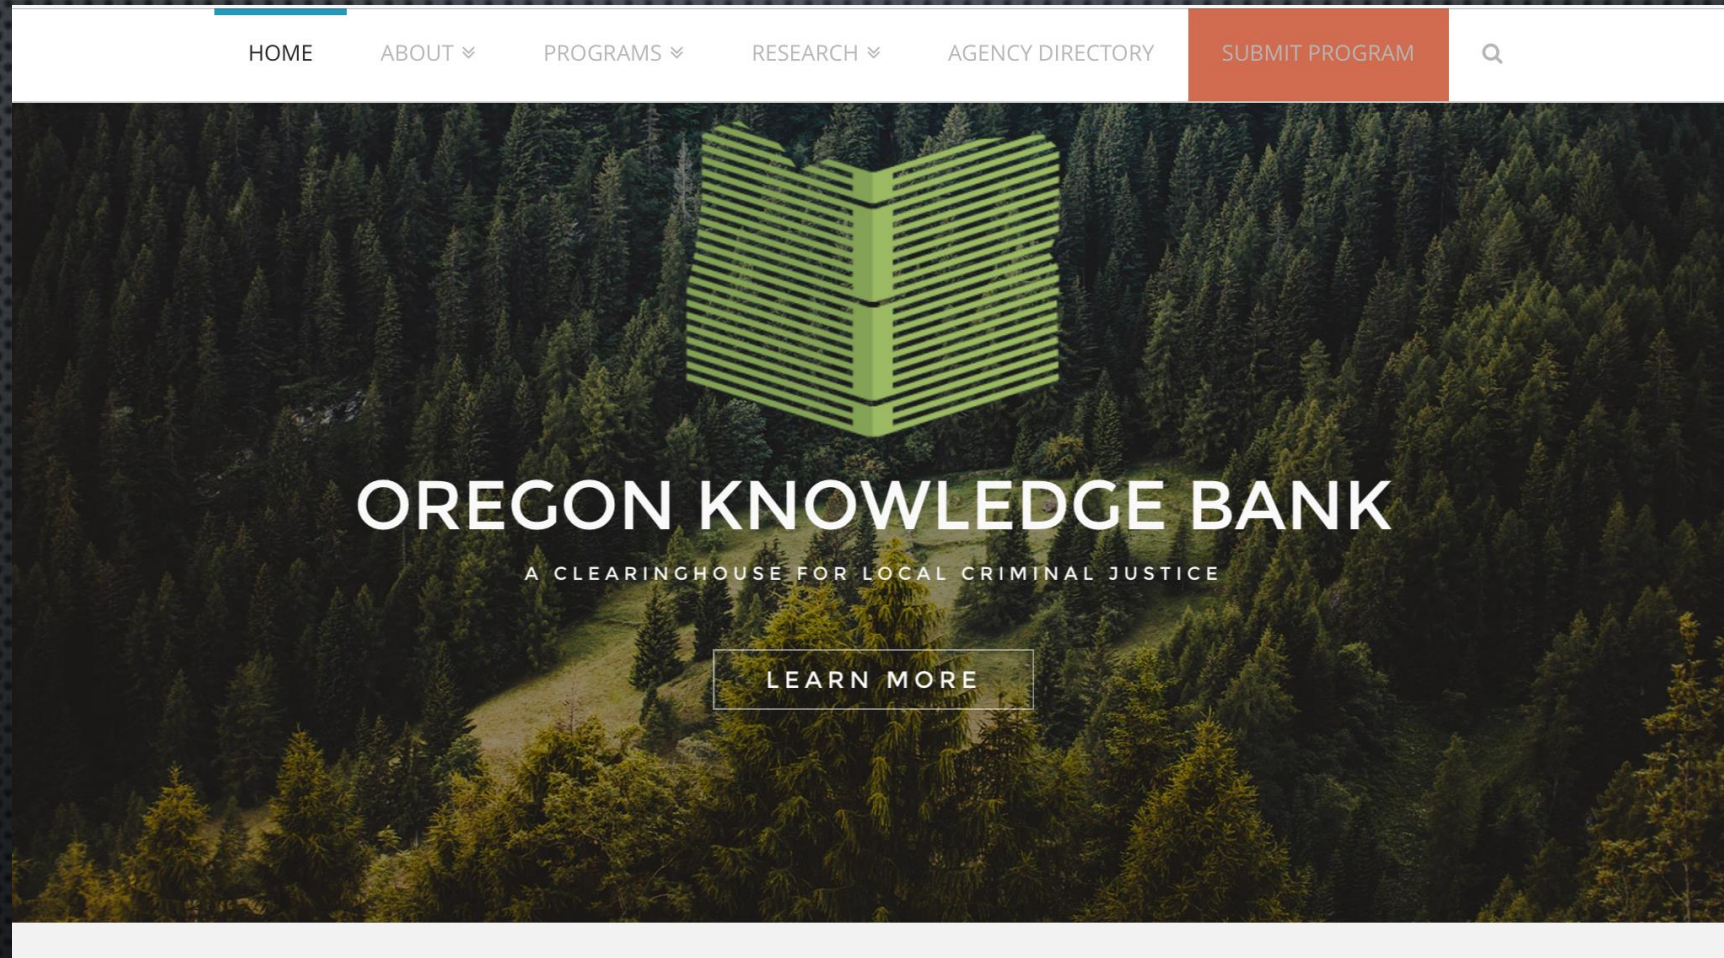 HOME ABOUT PROGRAMS RESEARCH AGENCY DIRECTORY SUBMIT PROGRAM
OREGON KNOWLEDGE BANK
A CLEARINGHOUSE FOR LOCAL CRIMINAL JUSTICE
LEARN MORE